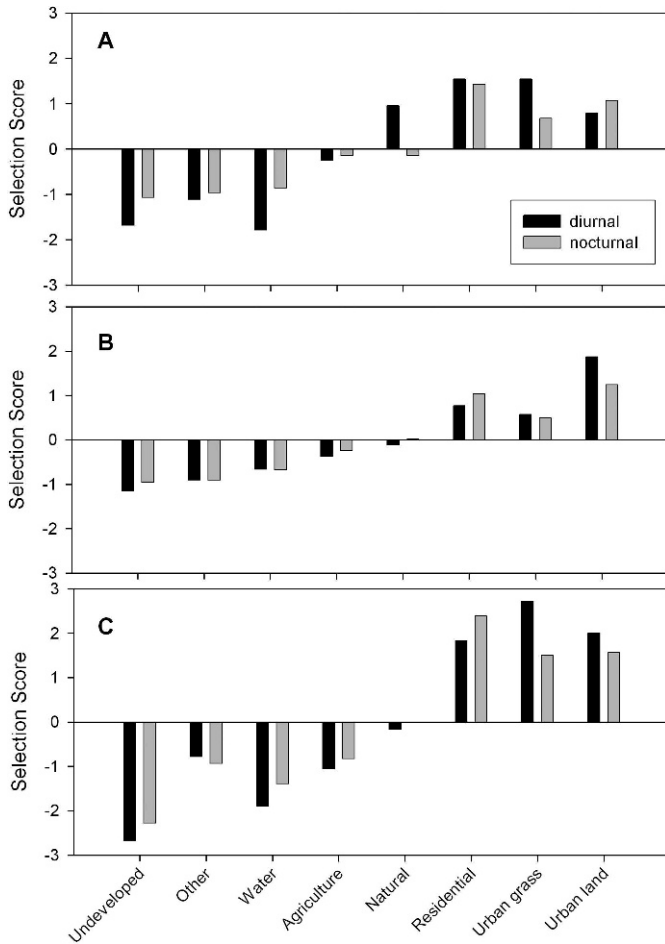 3
A
2
1
0
-1
-2
-3
Selection Score
diurnal
nocturnal
3
B
2
1
0
-1
-2
-3
Selection Score
3
C
2
1
0
-1
-2
-3
Selection Score
Undeveloped
Other
Water
Agriculture
Natural
Residential
Urban grass
Urban land